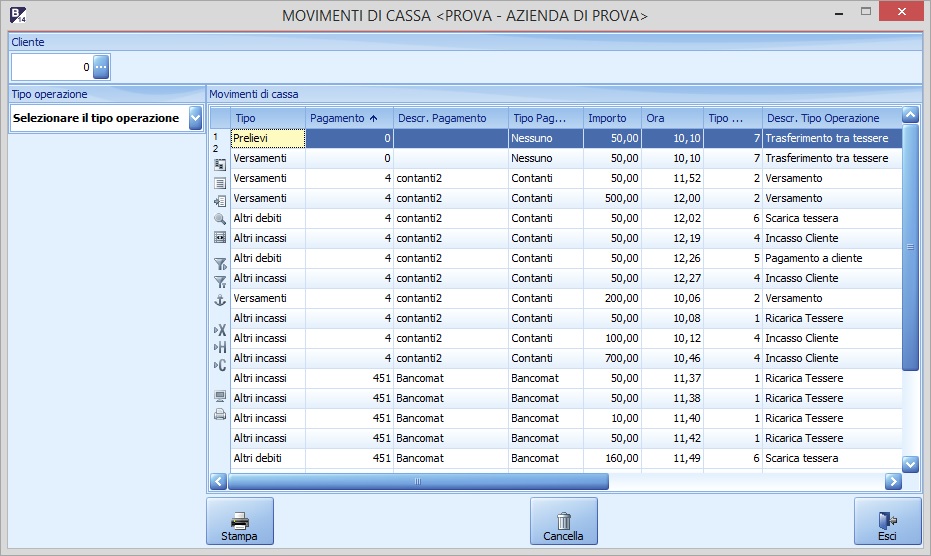 B 14 MOVIMENTI DI CASSA <PROVA - AZIENDA DI PROVA>
Cliente
0 ...
Tipo operazione
Selezionare il tipo operazione
Movimenti di cassa
Tipo Pagamento Descr. Pagamento Tipo Pag... Importo Ora Tipo ... Descr. Tipo Operazione
Prelievi 0 Nessuno 50,00 10,10 7 Trasferimento tra tessere
Versamenti 0 Nessuno 50,00 10,10 7 Trasferimento tra tessere
Versamenti 4 contanti2 Contanti 50,00 11,52 2 Versamento
Versamenti 4 contanti2 Contanti 500,00 12,00 2 Versamento
Altri debiti 4 contanti2 Contanti 50,00 12,02 6 Scarica tessera
Altri incassi 4 contanti2 Contanti 50,00 12,19 4 Incasso Cliente
Altri debiti 4 contanti2 Contanti 50,00 12,26 5 Pagamento a cliente
Altri incassi 4 contanti2 Contanti 50,00 12,27 4 Incasso Cliente
Versamenti 4 contanti2 Contanti 200,00 10,06 2 Versamento
Altri incassi 4 contanti2 Contanti 50,00 10,08 1 Ricarica Tessere
Altri incassi 4 contanti2 Contanti 100,00 10,12 4 Incasso Cliente
Altri incassi 4 contanti2 Contanti 700,00 10,46 4 Incasso Cliente
Altri incassi 451 Bancomat Bancomat 50,00 11,37 1 Ricarica Tessere
Altri incassi 451 Bancomat Bancomat 50,00 11,38 1 Ricarica Tessere
Altri incassi 451 Bancomat Bancomat 10,00 11,40 1 Ricarica Tessere
Altri incassi 451 Bancomat Bancomat 50,00 11,42 1 Ricarica Tessere
Altri debiti 451 Bancomat Bancomat 160,00 11,49 6 Scarica tessera
1
2
X
H
C
Stampa
Cancella
Esci